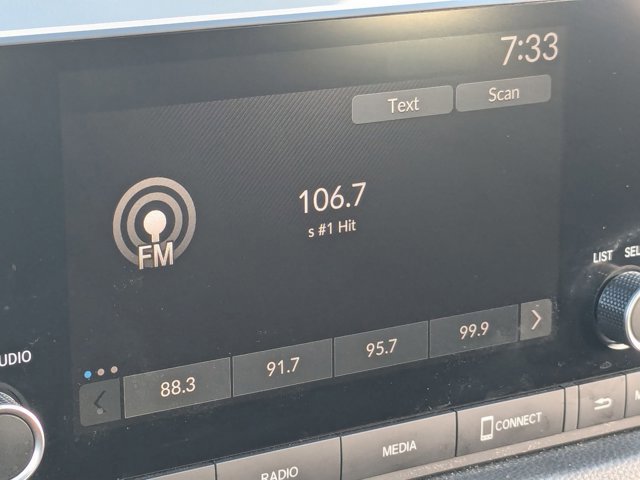 7:33
Text Scan
106.7
s #1 Hit
FM
LIST SEL
UDIO
88.3 91.7 95.7 99.9
RADIO MEDIA CONNECT M